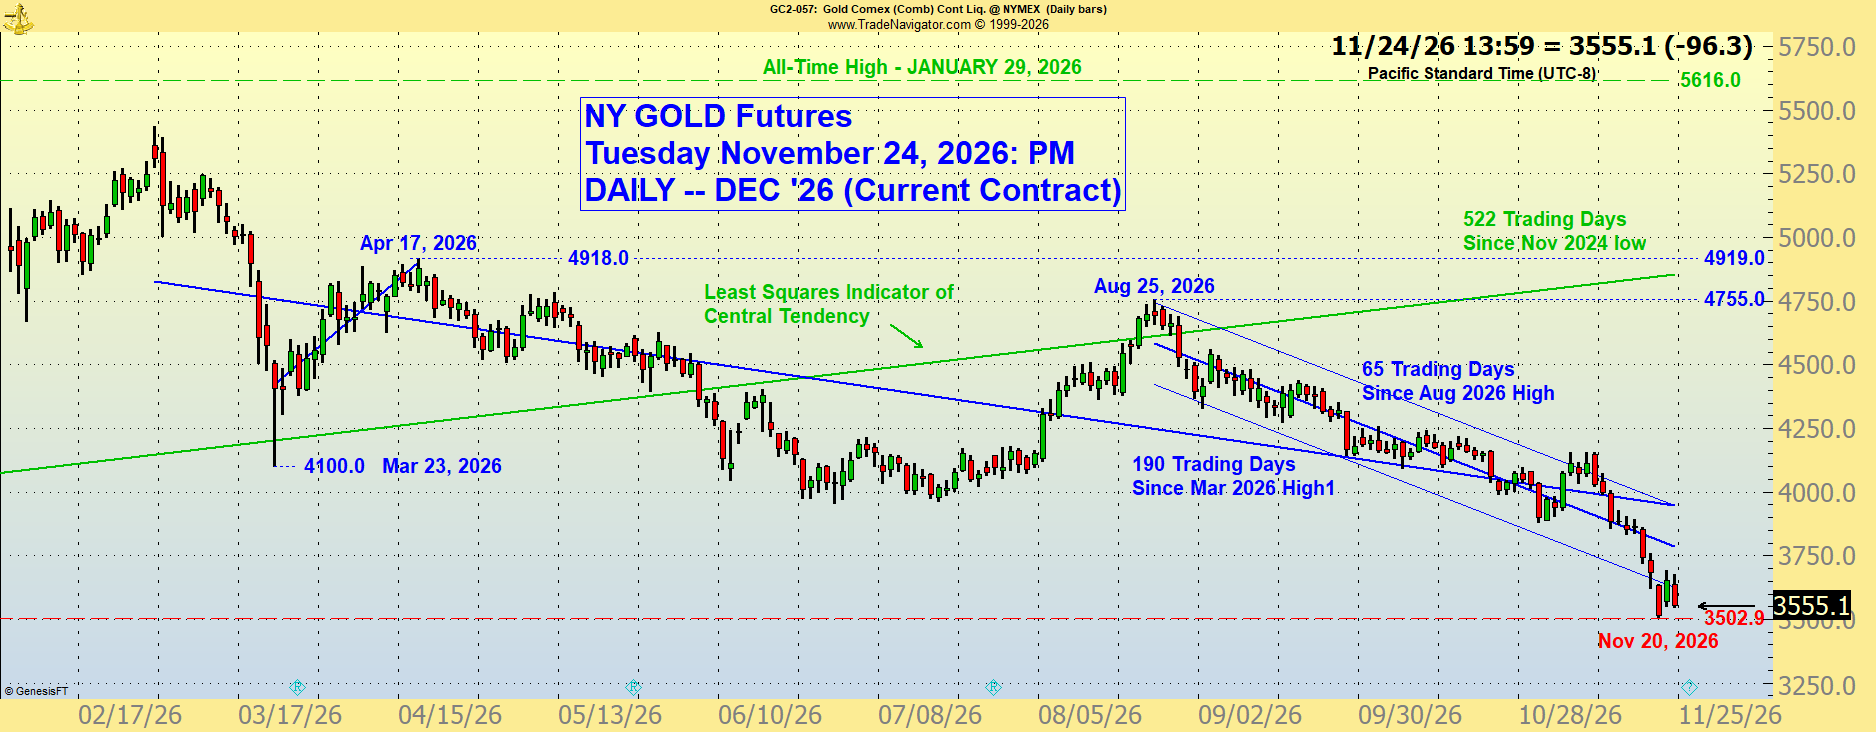 GC2-057: Gold Comex (Comb) Cont Liq. @ NYMEX (Daily bars)
www.TradeNavigator.com © 1999-2026
11/24/26 13:59 = 3555.1 (-96.3)
Pacific Standard Time (UTC-8)
All-Time High - JANUARY 29, 2026
5616.0
NY GOLD Futures
Tuesday November 24, 2026: PM
DAILY -- DEC '26 (Current Contract)
522 Trading Days
Since Nov 2024 low
Apr 17, 2026
4918.0
4919.0
Aug 25, 2026
4755.0
Least Squares Indicator of
Central Tendency
65 Trading Days
Since Aug 2026 High
4100.0 Mar 23, 2026
190 Trading Days
Since Mar 2026 High1
3502.9
Nov 20, 2026
5750.0
5500.0
5250.0
5000.0
4750.0
4500.0
4250.0
4000.0
3750.0
3555.1
3500.0
3250.0
© GenesisFT
R
R
R
?
02/17/26
03/17/26
04/15/26
05/13/26
06/10/26
07/08/26
08/05/26
09/02/26
09/30/26
10/28/26
11/25/26